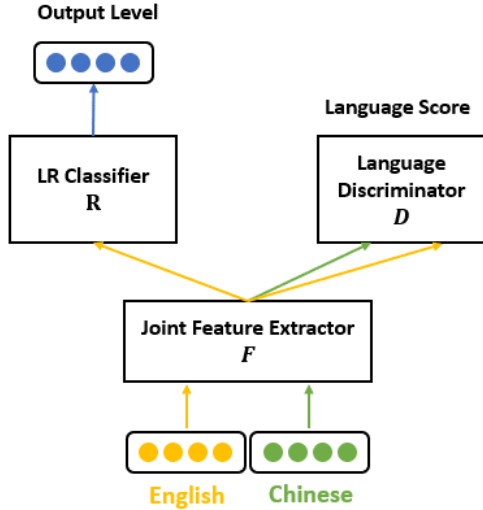 Output Level
Language Score
LR Classifier
R
Language
Discriminator
D
Joint Feature Extractor
F
English
Chinese